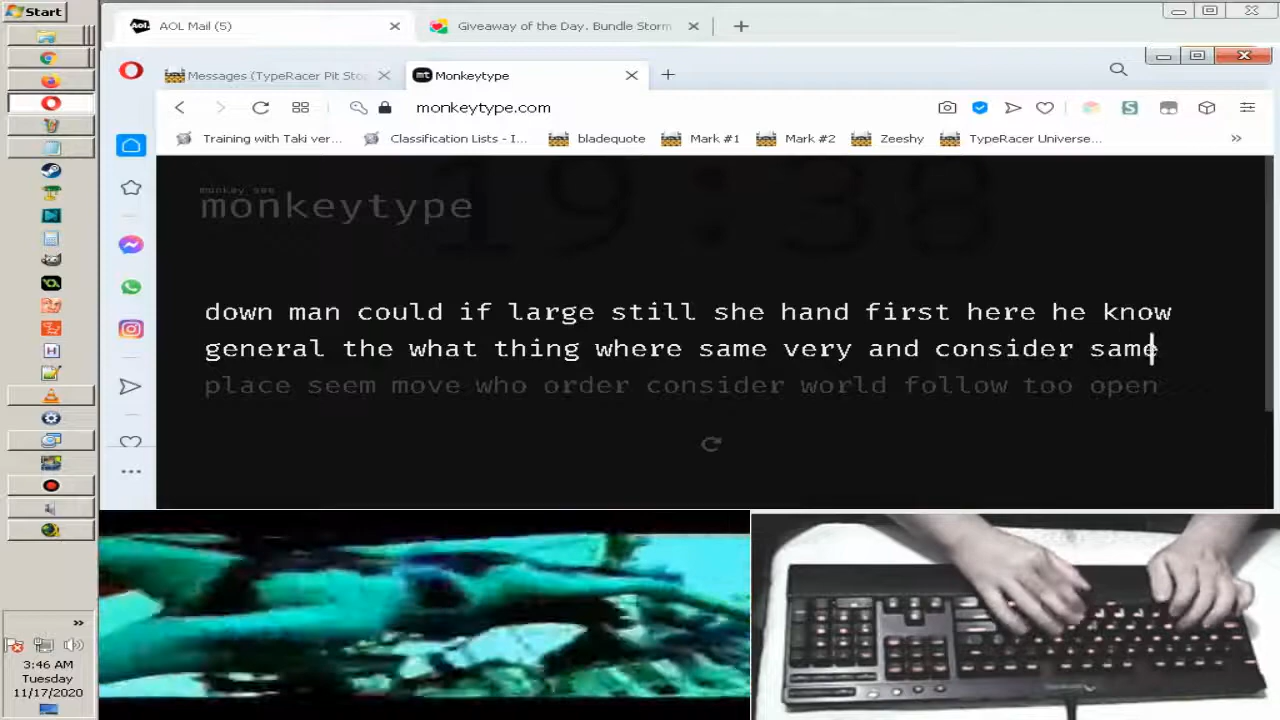 Start
AOL Mail (5)
Giveaway of the Day. Bundle Storm
Messages (TypeRacer Pit Sto
mt Monkeytype
monkeytype.com
Training with Taki ver...
Classification Lists - I...
bladequote
Mark #1
Mark #2
Zeeshy
TypeRacer Universe...
monkey see
monkeytype
19:38
down man could if large still she hand first here he know
general the what thing where same very and consider same
place seem move who order consider world follow too open
3:46 AM
Tuesday
11/17/2020